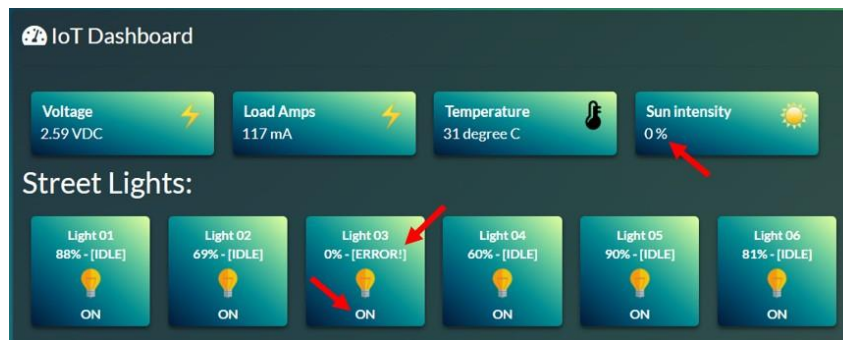 IoT Dashboard
Voltage
2.59 VDC
Load Amps
117 mA
Temperature
31 degree C
Sun intensity
0 %
Street Lights:
Light 01
88% - [IDLE]
ON
Light 02
69% - [IDLE]
ON
Light 03
0% - [ERROR!]
ON
Light 04
60% - [IDLE]
ON
Light 05
90% - [IDLE]
ON
Light 06
81% - [IDLE]
ON